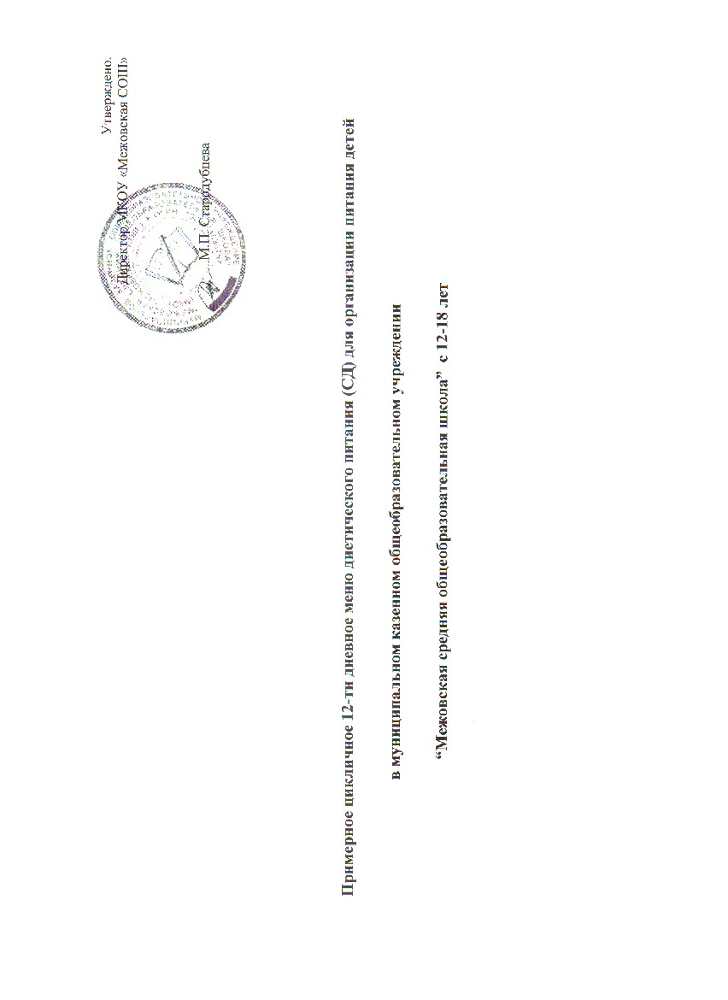 Утверждено.
Директор МКОУ «Межовская СОШ»
М.П. Стародубцева
Примерное цикличное 12-ти дневное меню диетического питания (СД) для организации питания детей
в муниципальном казенном общеобразовательном учреждении
“Межовская средняя общеобразовательная школа” с 12-18 лет